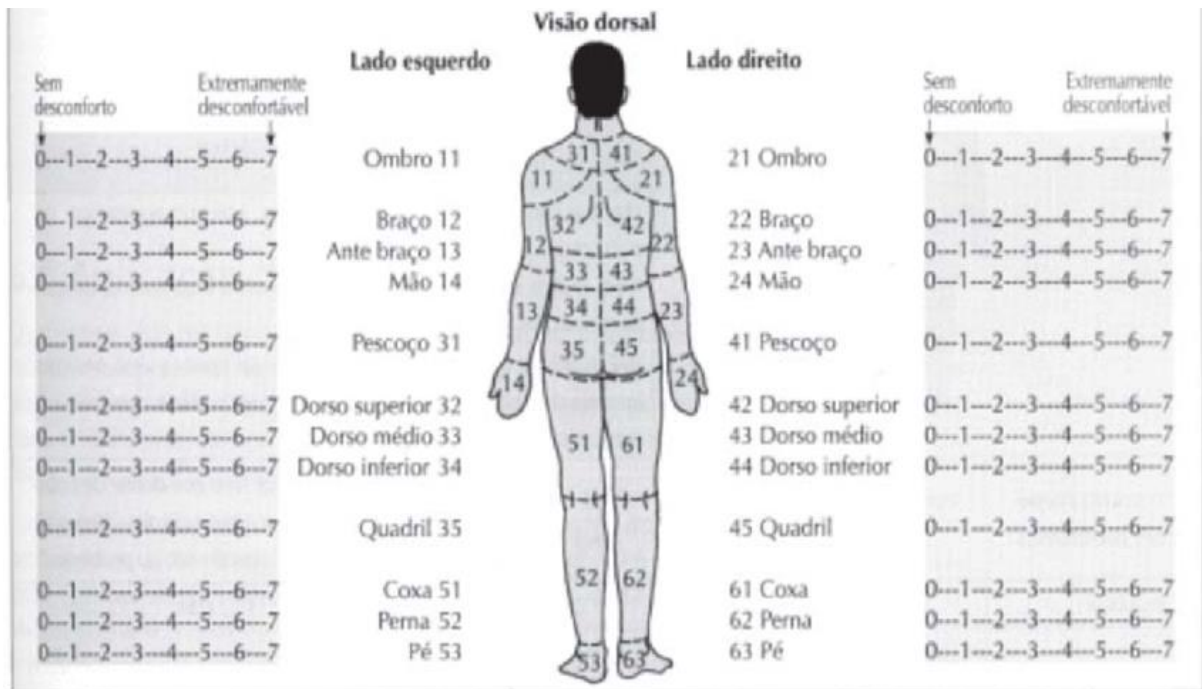 Visão dorsal
Lado esquerdo Lado direito
Sem desconforto Extremamente desconfortável Sem desconforto Extremamente desconfortável
0---1---2---3---4---5---6---7 Ombro 11 31 41 21 Ombro 0---1---2---3---4---5---6---7
11 21
0---1---2---3---4---5---6---7 Braço 12 32 42 22 Braço 0---1---2---3---4---5---6---7
0---1---2---3---4---5---6---7 Ante braço 13 12 22 23 Ante braço 0---1---2---3---4---5---6---7
0---1---2---3---4---5---6---7 Mão 14 33 43 24 Mão 0---1---2---3---4---5---6---7
13 34 44 23
0---1---2---3---4---5---6---7 Pescoço 31 35 45 41 Pescoço 0---1---2---3---4---5---6---7
14 24
0---1---2---3---4---5---6---7 Dorso superior 32 42 Dorso superior 0---1---2---3---4---5---6---7
0---1---2---3---4---5---6---7 Dorso médio 33 51 61 43 Dorso médio 0---1---2---3---4---5---6---7
0---1---2---3---4---5---6---7 Dorso inferior 34 44 Dorso inferior 0---1---2---3---4---5---6---7
0---1---2---3---4---5---6---7 Quadril 35 45 Quadril 0---1---2---3---4---5---6---7
52 62
0---1---2---3---4---5---6---7 Coxa 51 61 Coxa 0---1---2---3---4---5---6---7
0---1---2---3---4---5---6---7 Perna 52 62 Perna 0---1---2---3---4---5---6---7
0---1---2---3---4---5---6---7 Pé 53 53 63 63 Pé 0---1---2---3---4---5---6---7